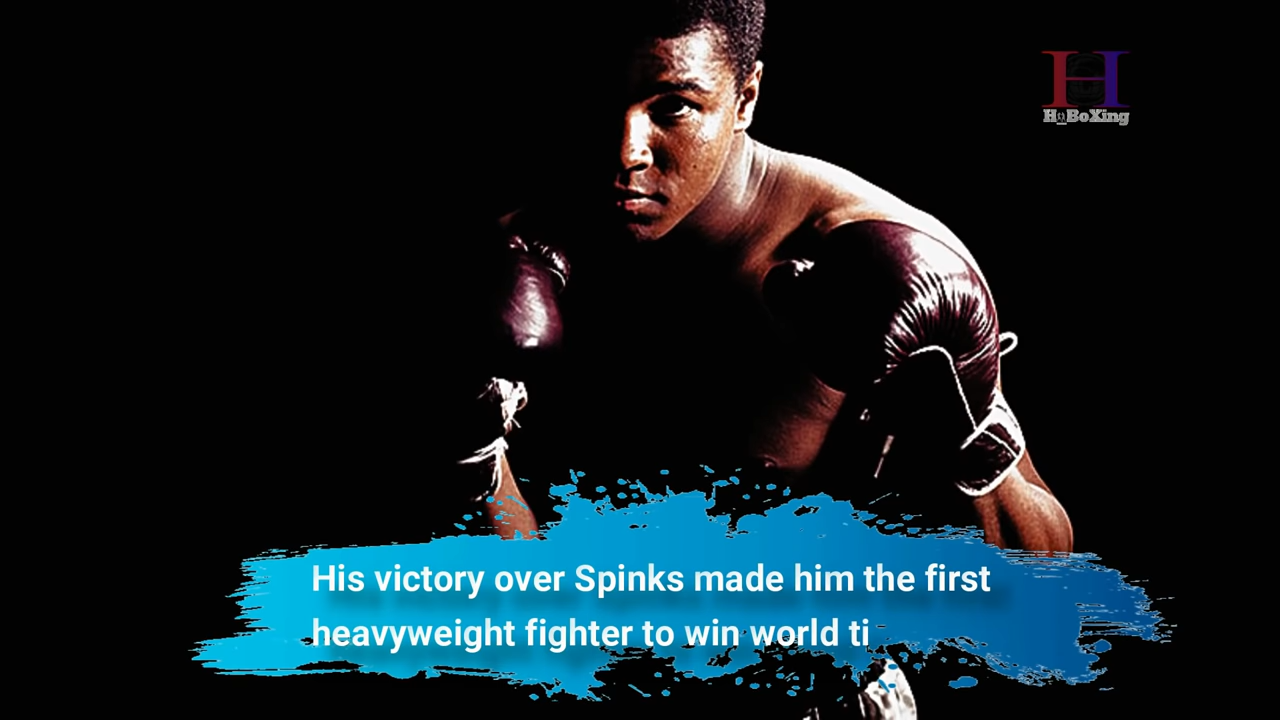 H_BoXing
His victory over Spinks made him the first
heavyweight fighter to win world ti